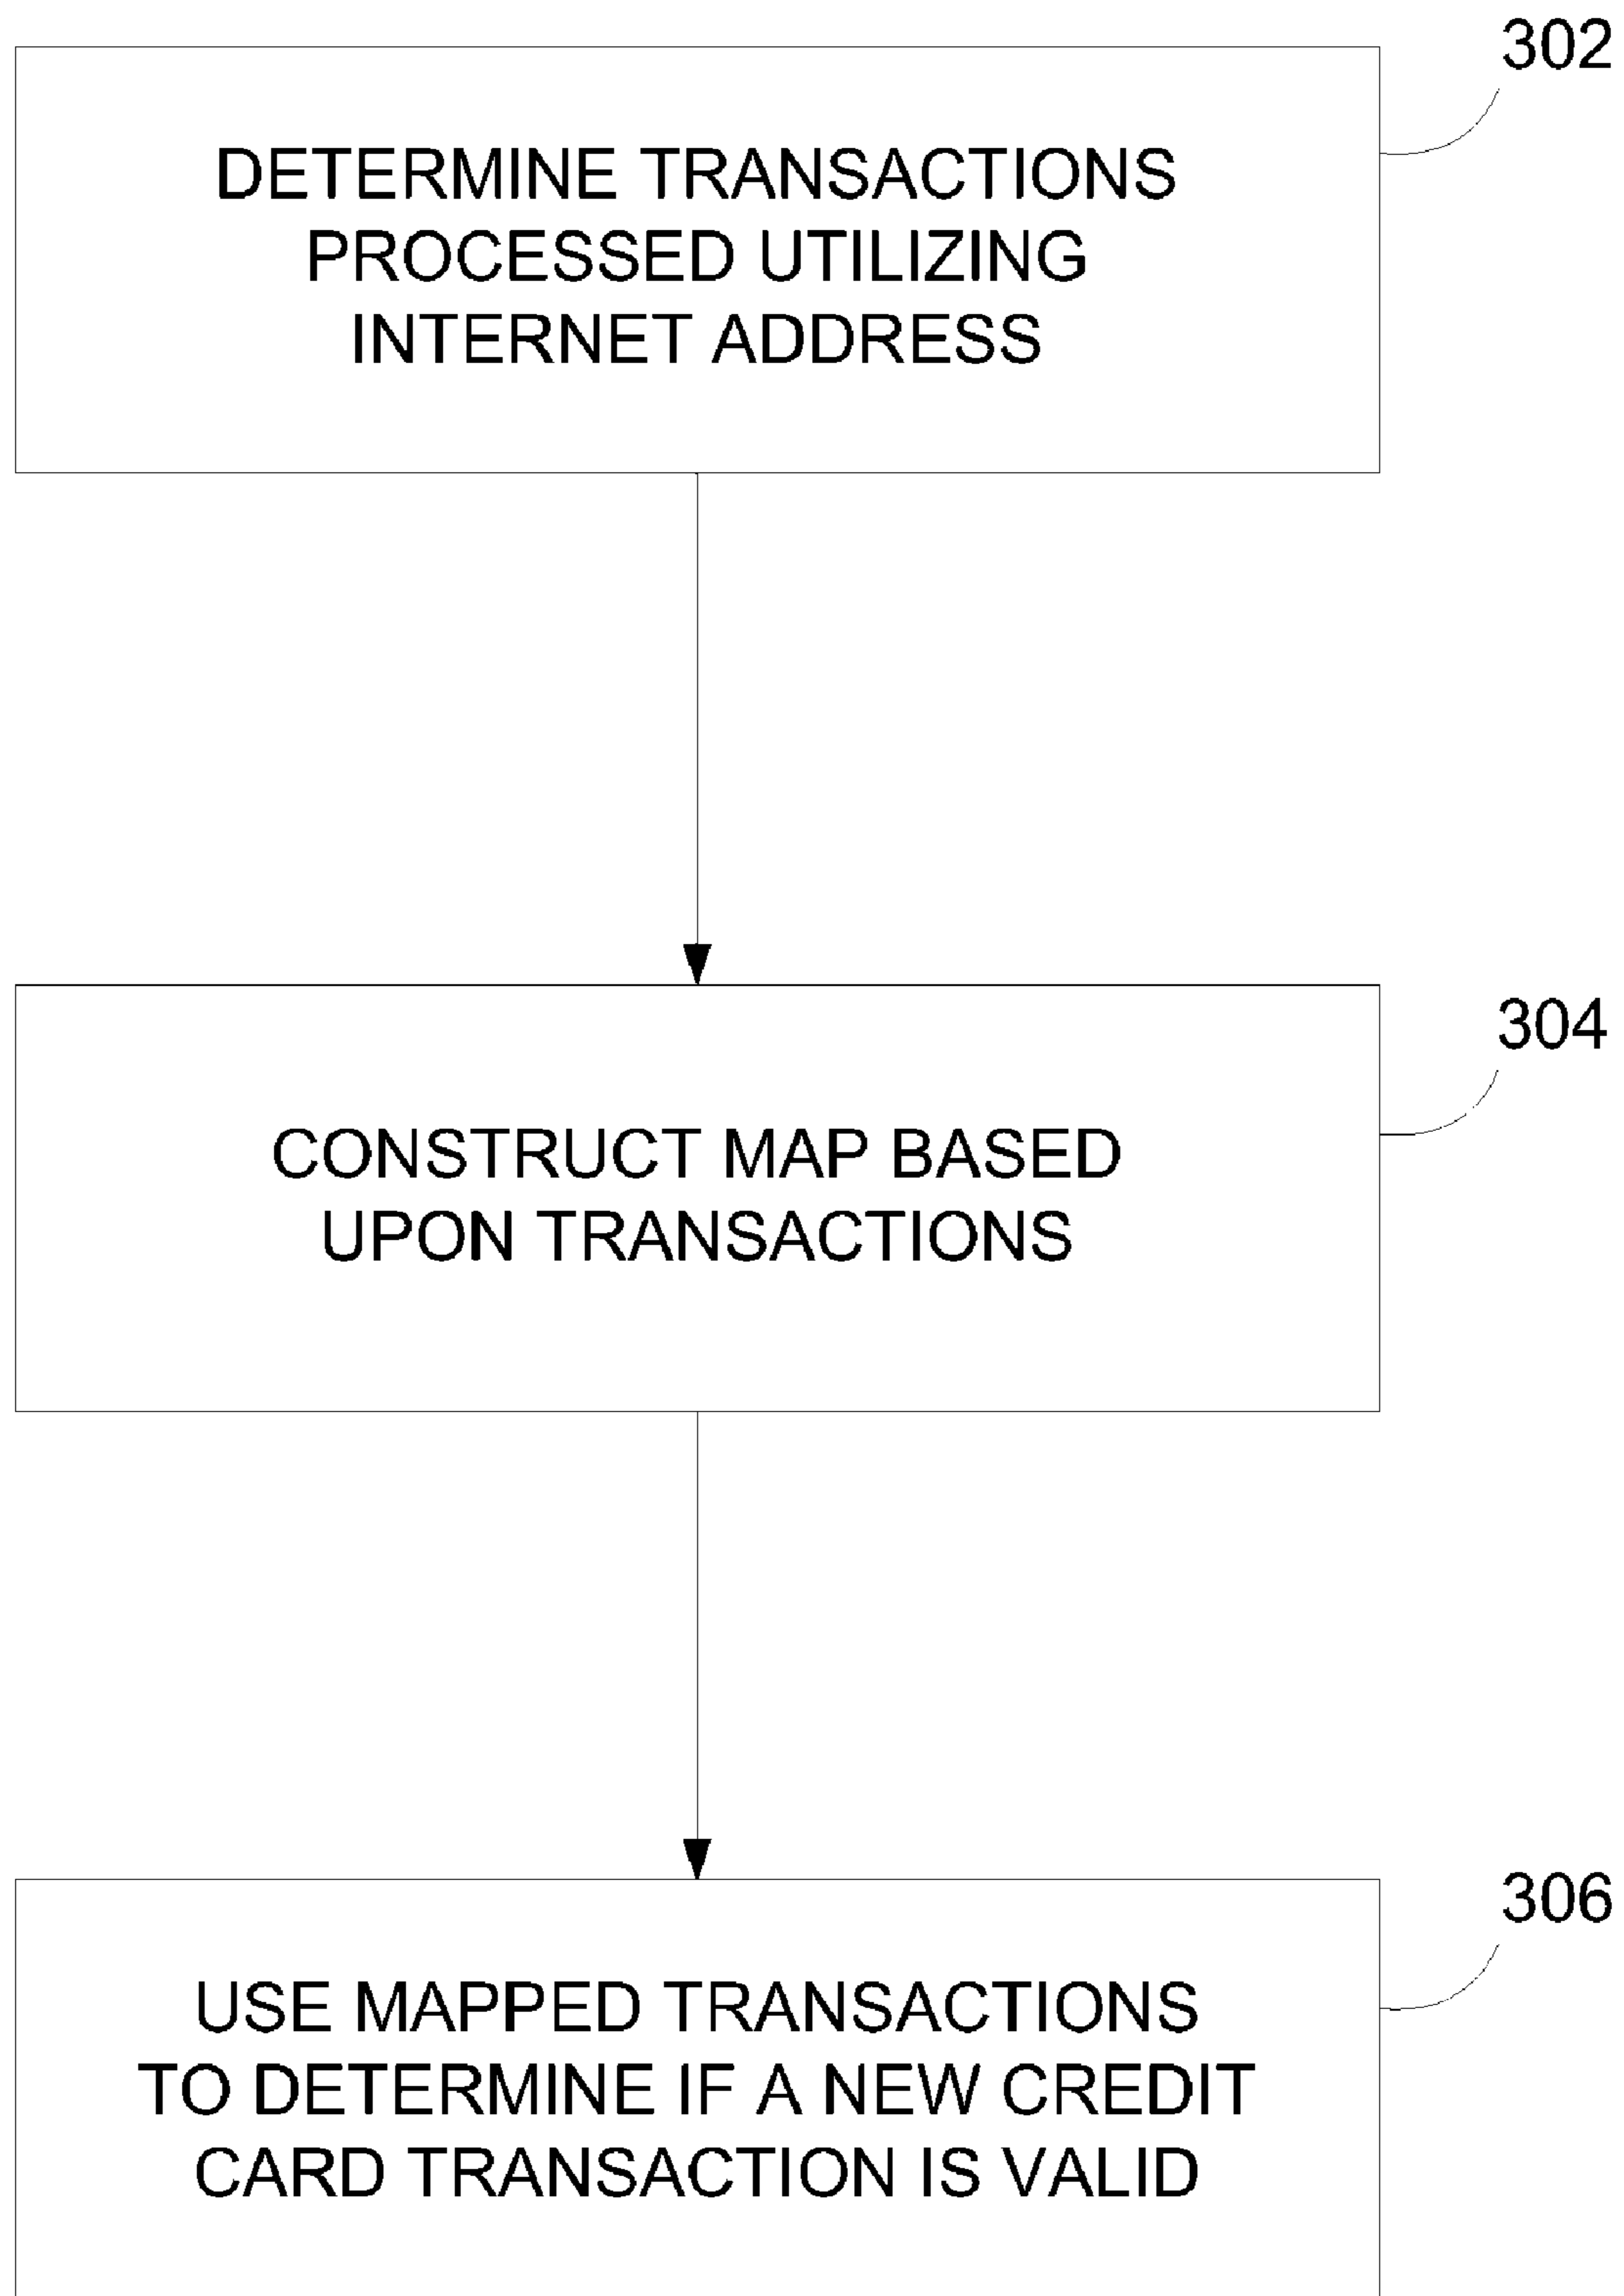 302
DETERMINE TRANSACTIONS
PROCESSED UTILIZING
INTERNET ADDRESS
304
CONSTRUCT MAP BASED
UPON TRANSACTIONS
306
USE MAPPED TRANSACTIONS
TO DETERMINE IF A NEW CREDIT
CARD TRANSACTION IS VALID